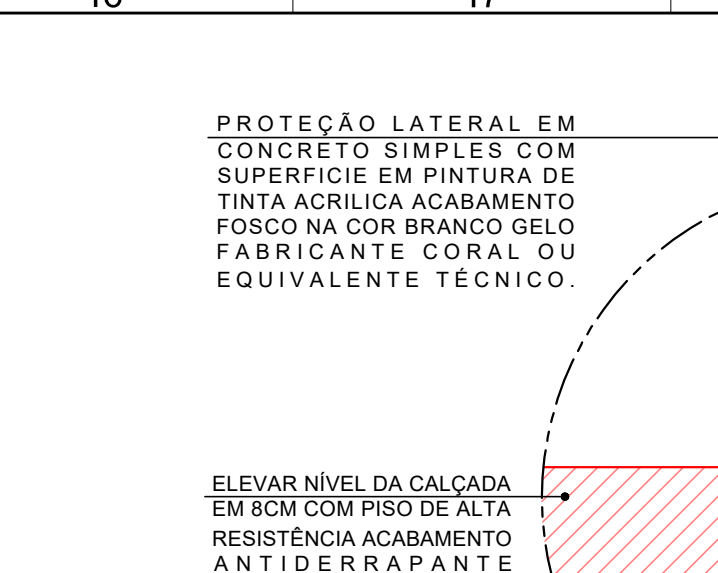 PROTEÇÃO LATERAL EM
CONCRETO SIMPLES COM
SUPERFICIE EM PINTURA DE
TINTA ACRILICA ACABAMENTO
FOSCO NA COR BRANCO GELO
FABRICANTE CORAL OU
EQUIVALENTE TÉCNICO.
ELEVAR NÍVEL DA CALÇADA
EM 8CM COM PISO DE ALTA
RESISTÊNCIA ACABAMENTO
ANTIDERRAPANTE